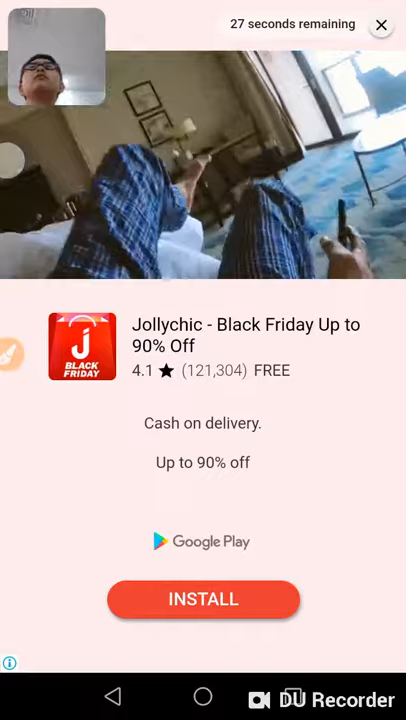 27 seconds remaining
Jollychic - Black Friday Up to
90% Off
4.1 ★ (121,304) FREE
J
BLACK
FRIDAY
Cash on delivery.
Up to 90% off
Google Play
INSTALL
DU Recorder